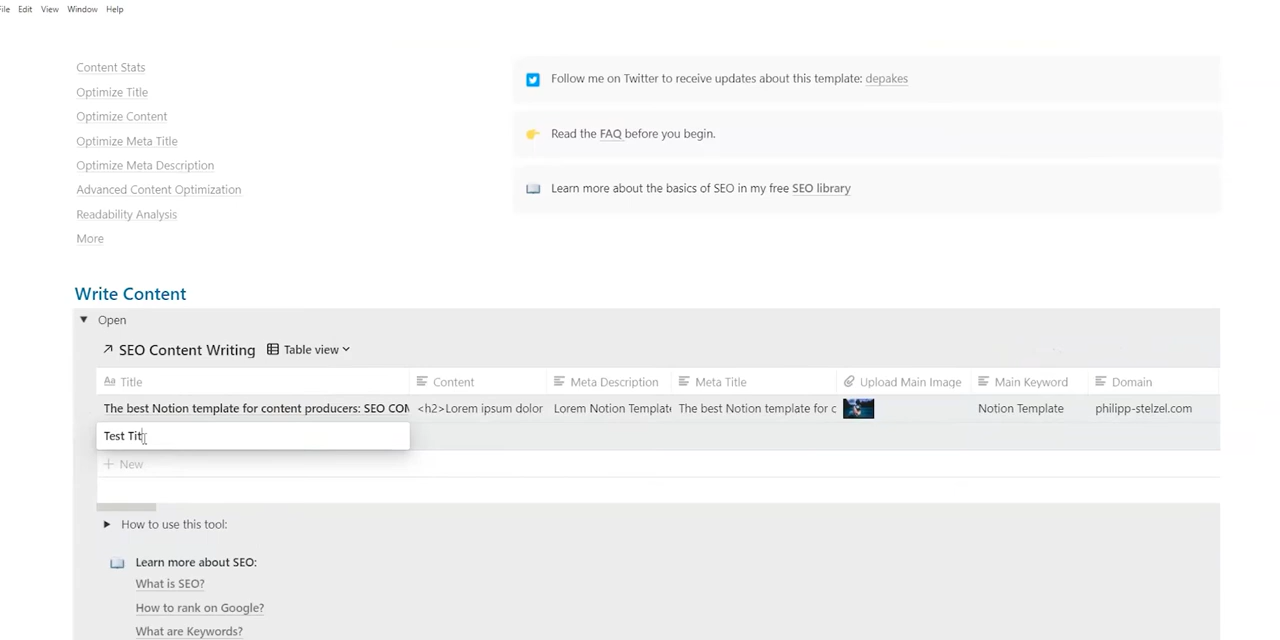 File Edit View Window Help
Content Stats
Optimize Title
Optimize Content
Optimize Meta Title
Optimize Meta Description
Advanced Content Optimization
Readability Analysis
More
Follow me on Twitter to receive updates about this template: depakes
Read the FAQ before you begin.
Learn more about the basics of SEO in my free SEO library
Write Content
Open
SEO Content Writing Table view
Aa Title Content Meta Description Meta Title Upload Main Image Main Keyword Domain
The best Notion template for content producers: SEO CON <h2>Lorem ipsum dolor Lorem Notion Templat The best Notion template for c Notion Template philipp-stelzel.com
Test Tit
+ New
How to use this tool:
Learn more about SEO:
What is SEO?
How to rank on Google?
What are Keywords?